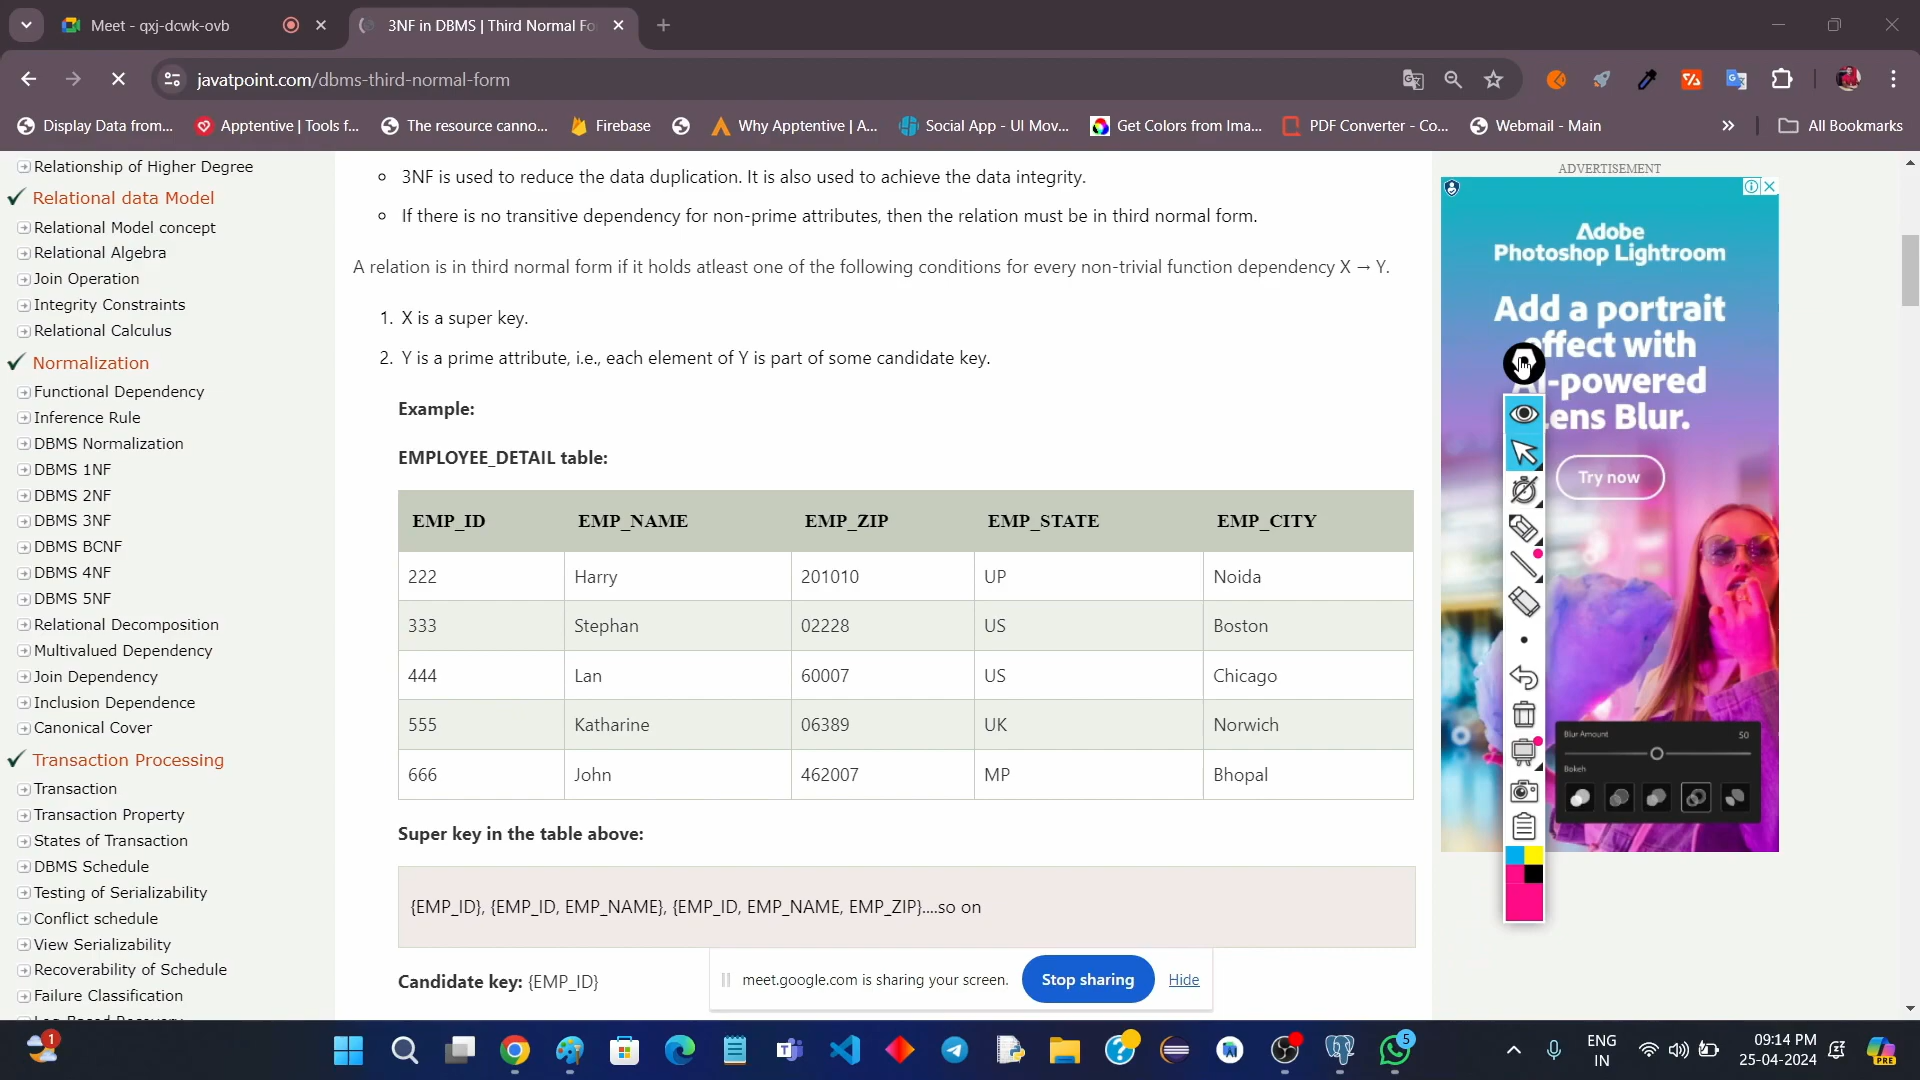 Meet - qxj-dcwk-ovb
3NF in DBMS | Third Normal Fo
javatpoint.com/dbms-third-normal-form
Display Data from...
Apptentive | Tools f...
The resource canno...
Firebase
Why Apptentive | A...
Social App - UI Mov...
Get Colors from Ima...
PDF Converter - Co...
Webmail - Main
All Bookmarks
Relationship of Higher Degree
Relational data Model
Relational Model concept
Relational Algebra
Join Operation
Integrity Constraints
Relational Calculus
Normalization
Functional Dependency
Inference Rule
DBMS Normalization
DBMS 1NF
DBMS 2NF
DBMS 3NF
DBMS BCNF
DBMS 4NF
DBMS 5NF
Relational Decomposition
Multivalued Dependency
Join Dependency
Inclusion Dependence
Canonical Cover
Transaction Processing
Transaction
Transaction Property
States of Transaction
DBMS Schedule
Testing of Serializability
Conflict schedule
View Serializability
Recoverability of Schedule
Failure Classification
3NF is used to reduce the data duplication. It is also used to achieve the data integrity.
If there is no transitive dependency for non-prime attributes, then the relation must be in third normal form.
A relation is in third normal form if it holds atleast one of the following conditions for every non-trivial function dependency X → Y.
1. X is a super key.
2. Y is a prime attribute, i.e., each element of Y is part of some candidate key.
Example:
EMPLOYEE_DETAIL table:
EMP_ID EMP_NAME EMP_ZIP EMP_STATE EMP_CITY
222 Harry 201010 UP Noida
333 Stephan 02228 US Boston
444 Lan 60007 US Chicago
555 Katharine 06389 UK Norwich
666 John 462007 MP Bhopal
Super key in the table above:
{EMP_ID}, {EMP_ID, EMP_NAME}, {EMP_ID, EMP_NAME, EMP_ZIP}....so on
Candidate key: {EMP_ID}
meet.google.com is sharing your screen.
Stop sharing
Hide
ADVERTISEMENT
Adobe
Photoshop Lightroom
Add a portrait
effect with
AI-powered
Lens Blur.
Try now
Blur Amount 50
Bokeh
1
5
ENG
IN
09:14 PM
25-04-2024
PRE